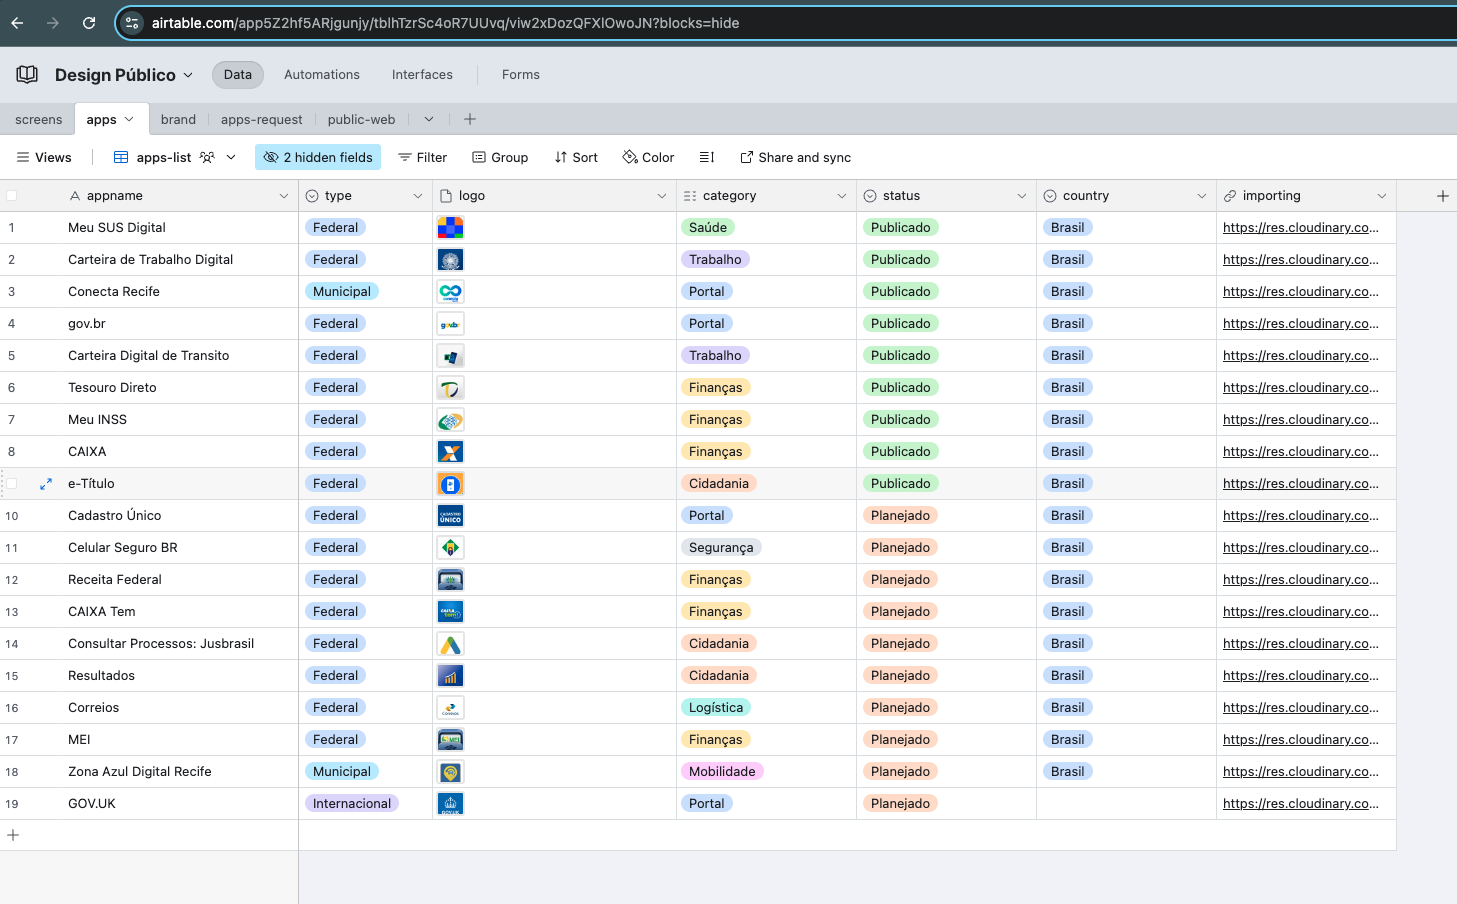 airtable.com/app5Z2hf5ARjgunjy/tblhTzrSc4oR7UUvq/viw2xDozQFXlOwoJN?blocks=hide
Design Público Data Automations Interfaces Forms
screens apps brand apps-request public-web
Views apps-list 2 hidden fields Filter Group Sort Color Share and sync
appname type logo category status country importing
1 Meu SUS Digital Federal Saúde Publicado Brasil https://res.cloudinary.co...
2 Carteira de Trabalho Digital Federal Trabalho Publicado Brasil https://res.cloudinary.co...
3 Conecta Recife Municipal Portal Publicado Brasil https://res.cloudinary.co...
4 gov.br Federal gov.br Portal Publicado Brasil https://res.cloudinary.co...
5 Carteira Digital de Transito Federal Trabalho Publicado Brasil https://res.cloudinary.co...
6 Tesouro Direto Federal Finanças Publicado Brasil https://res.cloudinary.co...
7 Meu INSS Federal Finanças Publicado Brasil https://res.cloudinary.co...
8 CAIXA Federal Finanças Publicado Brasil https://res.cloudinary.co...
e-Título Federal Cidadania Publicado Brasil https://res.cloudinary.co...
10 Cadastro Único Federal CADASTRO ÚNICO Portal Planejado Brasil https://res.cloudinary.co...
11 Celular Seguro BR Federal Segurança Planejado Brasil https://res.cloudinary.co...
12 Receita Federal Federal Finanças Planejado Brasil https://res.cloudinary.co...
13 CAIXA Tem Federal Finanças Planejado Brasil https://res.cloudinary.co...
14 Consultar Processos: Jusbrasil Federal Cidadania Planejado Brasil https://res.cloudinary.co...
15 Resultados Federal Cidadania Planejado Brasil https://res.cloudinary.co...
16 Correios Federal Logística Planejado Brasil https://res.cloudinary.co...
17 MEI Federal MEI Finanças Planejado Brasil https://res.cloudinary.co...
18 Zona Azul Digital Recife Municipal Mobilidade Planejado Brasil https://res.cloudinary.co...
19 GOV.UK Internacional Portal Planejado https://res.cloudinary.co...